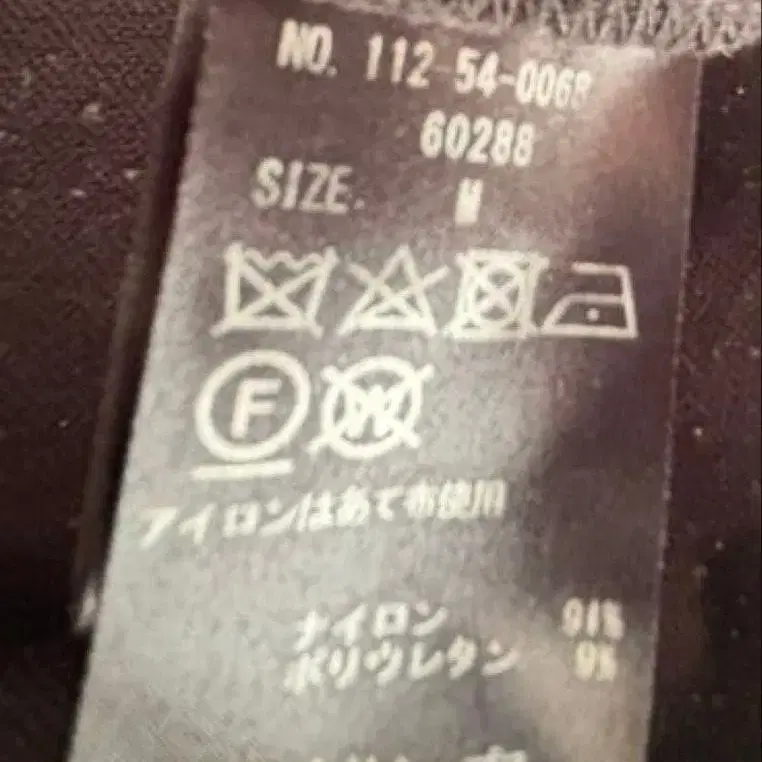 NO. 112-54-0068
60288
SIZE. M
F W
アイロンはあて布使用
ナイロン 91%
ポリウレタン 9%